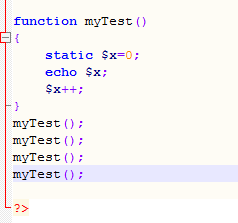 function myTest()
{
static $x=0;
echo $x;
$x++;
}
myTest();
myTest();
myTest();
myTest();
?>